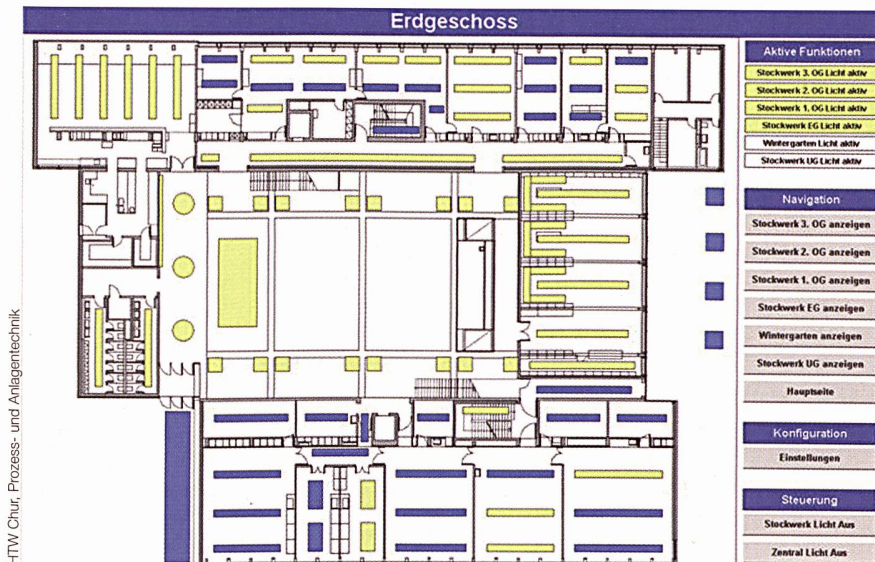 Erdgeschoss
Aktive Funktionen
Stockwerk 3. OG Licht aktiv
Stockwerk 2. OG Licht aktiv
Stockwerk 1. OG Licht aktiv
Stockwerk EG Licht aktiv
Wintergarten Licht aktiv
Stockwerk UG Licht aktiv
Navigation
Stockwerk 3. OG anzeigen
Stockwerk 2. OG anzeigen
Stockwerk 1. OG anzeigen
Stockwerk EG anzeigen
Wintergarten anzeigen
Stockwerk UG anzeigen
Hauptseite
Konfiguration
Einstellungen
Steuerung
Stockwerk Licht Aus
Zentral Licht Aus
HTW Chur, Prozess- und Anlagentechnik